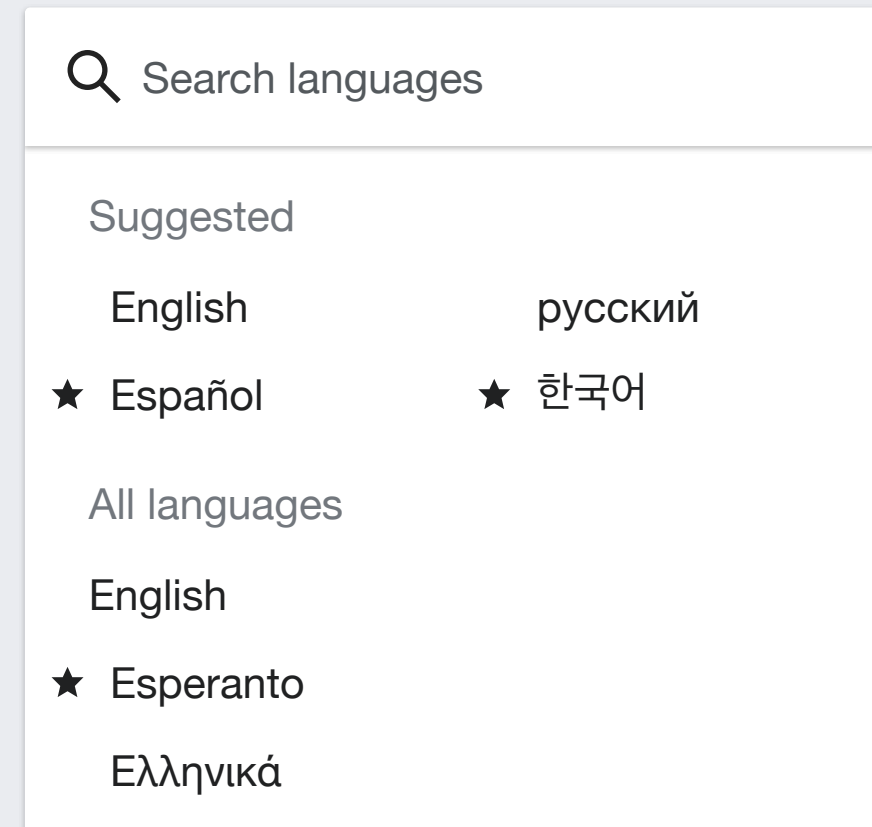 Search languages
Suggested
English русский
★ Español ★ 한국어
All languages
English
★ Esperanto
Ελληνικά